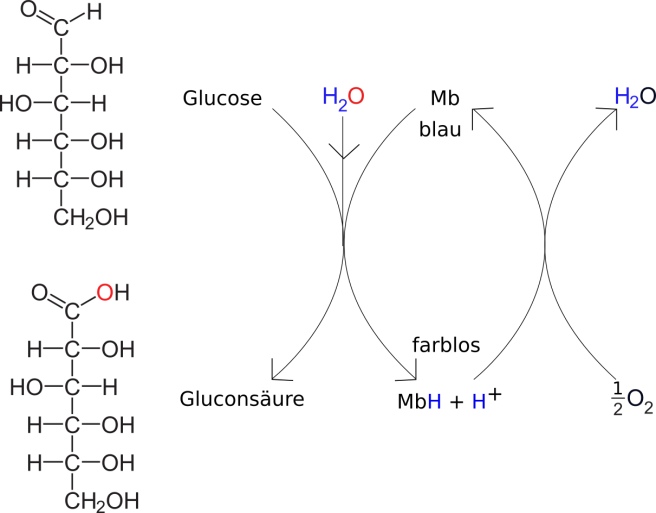 O H
C
H C OH
HO C H
H C OH
H C OH
CH₂OH
O OH
C
H C OH
HO C H
H C OH
H C OH
CH₂OH
Glucose H₂O Mb H₂O
blau
farblos
Gluconsäure MbH + H⁺ ½O₂